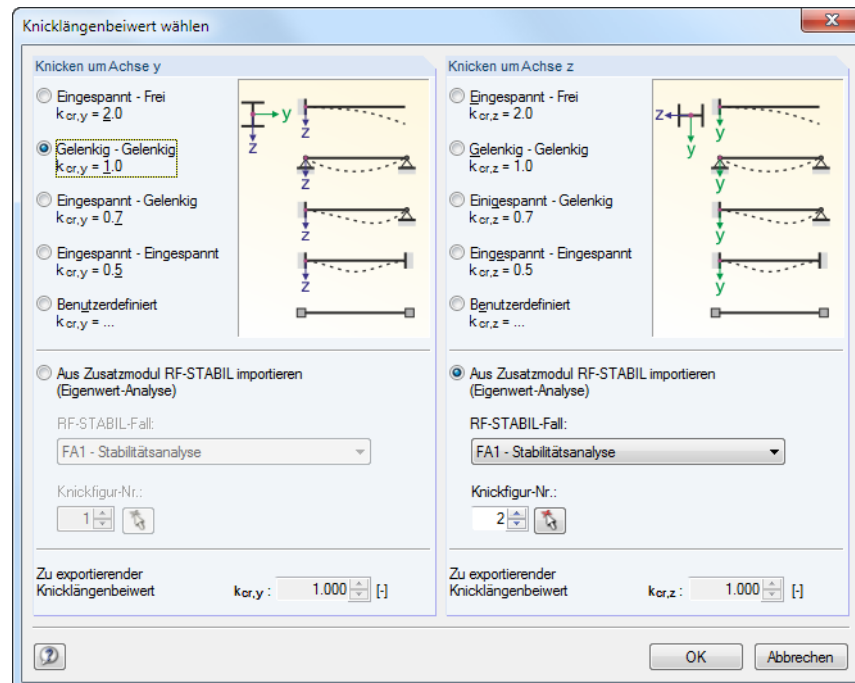 Knicklängenbeiwert wählen
Knicken um Achse y
Eingespannt - Frei
kcr,y = 2.0
Gelenkig - Gelenkig
kcr,y = 1.0
Eingespannt - Gelenkig
kcr,y = 0.7
Eingespannt - Eingespannt
kcr,y = 0.5
Benutzerdefiniert
kcr,y = ...
y
z
z
z
z
z
Aus Zusatzmodul RF-STABIL importieren
(Eigenwert-Analyse)
RF-STABIL-Fall:
FA1 - Stabilitätsanalyse
Knickfigur-Nr.:
1
Zu exportierender
Knicklängenbeiwert kcr,y : 1.000 [-]
Knicken um Achse z
Eingespannt - Frei
kcr,z = 2.0
Gelenkig - Gelenkig
kcr,z = 1.0
Einigespannt - Gelenkig
kcr,z = 0.7
Eingespannt - Eingespannt
kcr,z = 0.5
Benutzerdefiniert
kcr,z = ...
z
y
y
y
y
y
Aus Zusatzmodul RF-STABIL importieren
(Eigenwert-Analyse)
RF-STABIL-Fall:
FA1 - Stabilitätsanalyse
Knickfigur-Nr.:
2
Zu exportierender
Knicklängenbeiwert kcr,z : 1.000 [-]
OK
Abbrechen